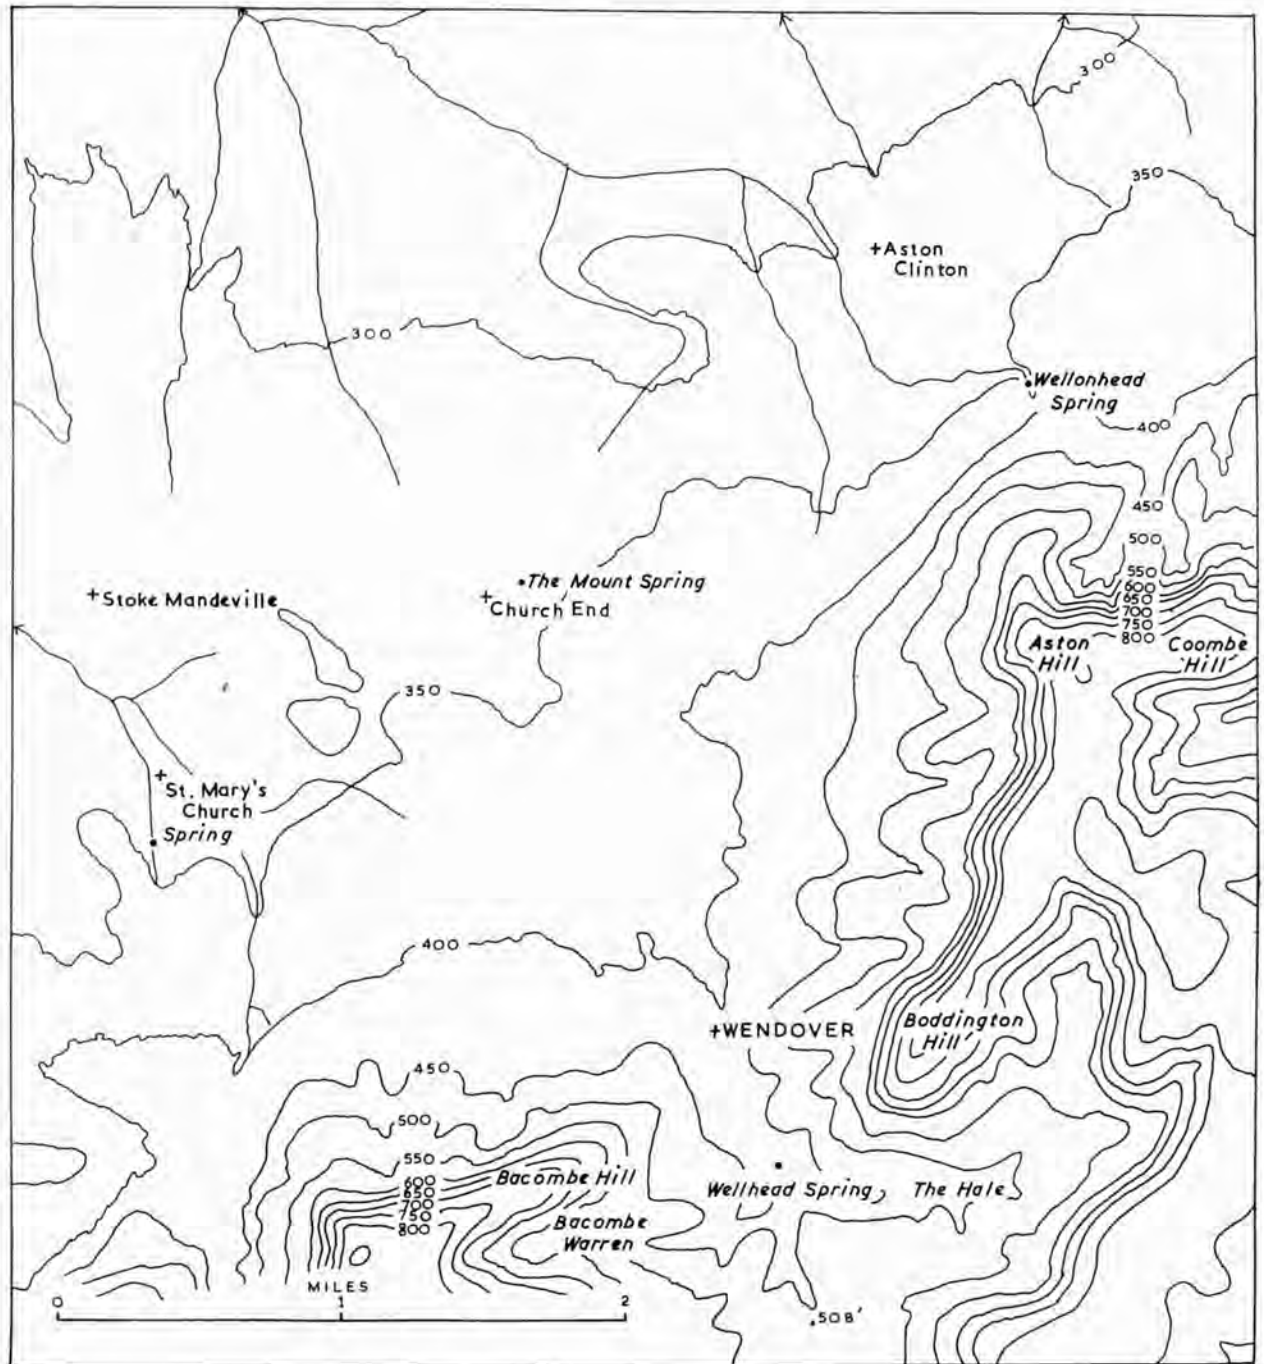 300
350
+Aston
Clinton
300
Wellonhead
Spring
400
450
500
550
600
650
700
750
800
The Mount Spring
+Stoke Mandeville
+Church End
Aston
Hill
Coombe
Hill
350
+St. Mary's
Church
Spring
400
+WENDOVER
Boddington
Hill
450
500
550
600
650
700
750
800
Bacombe Hill
Wellhead Spring
The Hale
Bacombe
Warren
MILES
0 1 2
.508'